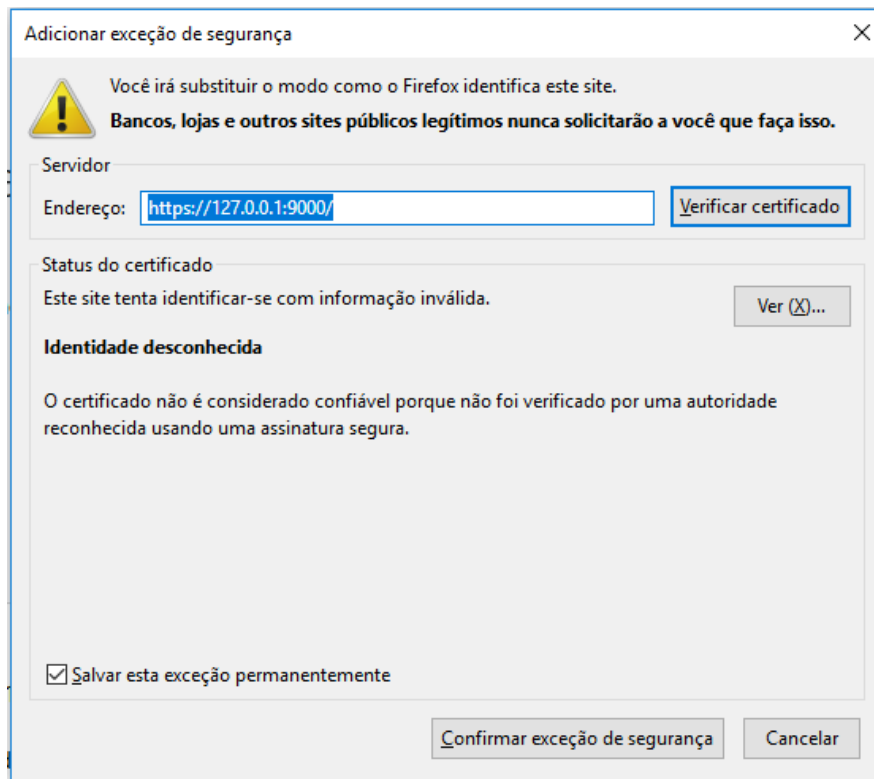 Adicionar exceção de segurança
Você irá substituir o modo como o Firefox identifica este site.
Bancos, lojas e outros sites públicos legítimos nunca solicitarão a você que faça isso.
Servidor
Endereço: https://127.0.0.1:9000/ Verificar certificado
Status do certificado
Este site tenta identificar-se com informação inválida.
Ver (X)...
Identidade desconhecida
O certificado não é considerado confiável porque não foi verificado por uma autoridade
reconhecida usando uma assinatura segura.
Salvar esta exceção permanentemente
Confirmar exceção de segurança Cancelar